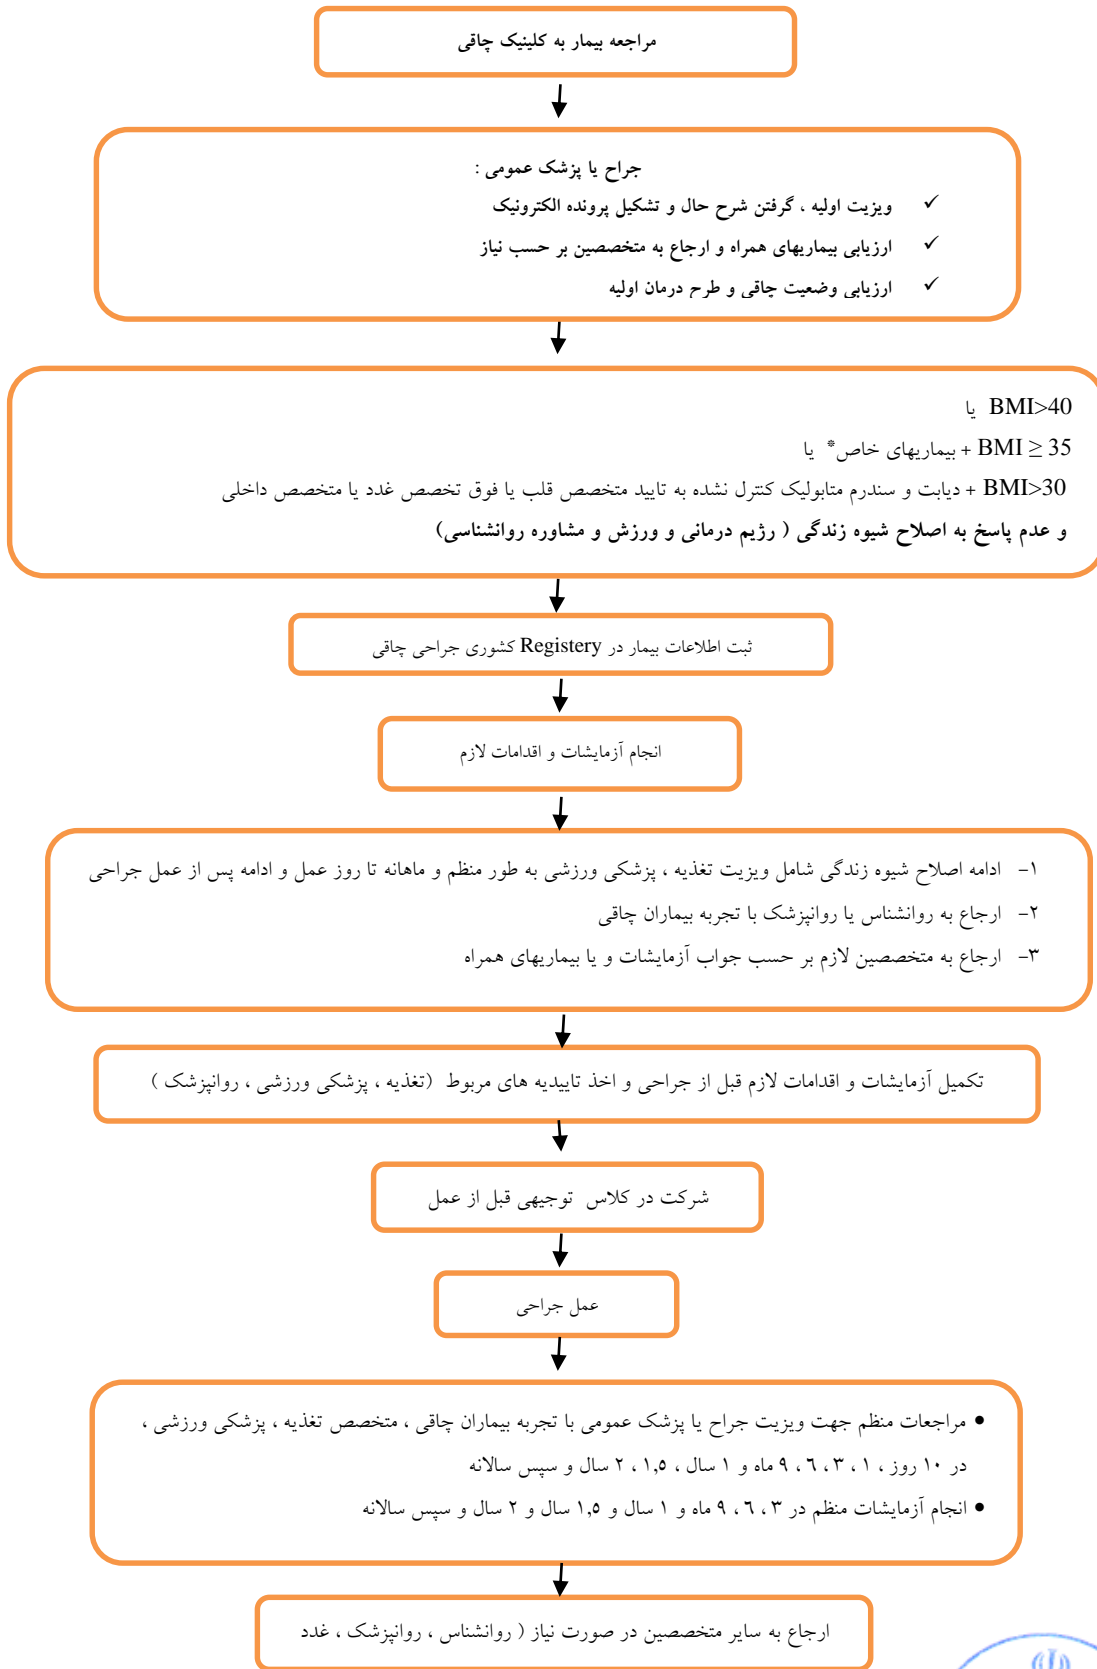 مراجعه بیمار به کلینیک چاقی
جراح یا پزشک عمومی :
✓ ویزیت اولیه ، گرفتن شرح حال و تشکیل پرونده الکترونیک
✓ ارزیابی بیماریهای همراه و ارجاع به متخصصین بر حسب نیاز
✓ ارزیابی وضعیت چاقی و طرح درمان اولیه
BMI>40 یا
BMI ≥ 35 + بیماریهای خاص* یا
BMI>30 + دیابت و سندرم متابولیک کنترل نشده به تایید متخصص قلب یا فوق تخصص غدد یا متخصص داخلی
و عدم پاسخ به اصلاح شیوه زندگی ( رژیم درمانی و ورزش و مشاوره روانشناسی)
ثبت اطلاعات بیمار در Registery کشوری جراحی چاقی
انجام آزمایشات و اقدامات لازم
۱- ادامه اصلاح شیوه زندگی شامل ویزیت تغذیه ، پزشکی ورزشی به طور منظم و ماهانه تا روز عمل و ادامه پس از عمل جراحی
۲- ارجاع به روانشناس یا روانپزشک با تجربه بیماران چاقی
۳- ارجاع به متخصصین لازم بر حسب جواب آزمایشات و یا بیماریهای همراه
تکمیل آزمایشات و اقدامات لازم قبل از جراحی و اخذ تاییدیه های مربوط (تغذیه ، پزشکی ورزشی ، روانپزشک )
شرکت در کلاس توجیهی قبل از عمل
عمل جراحی
• مراجعات منظم جهت ویزیت جراح یا پزشک عمومی با تجربه بیماران چاقی ، متخصص تغذیه ، پزشکی ورزشی ،
در ۱۰ روز ، ۱ ، ۳ ، ٦ ، ۹ ماه و ۱ سال ، ۱,٥ ، ۲ سال و سپس سالانه
• انجام آزمایشات منظم در ۳ ، ٦ ، ۹ ماه و ۱ سال و ۱,٥ سال و ۲ سال و سپس سالانه
ارجاع به سایر متخصصین در صورت نیاز ( روانشناس ، روانپزشک ، غدد